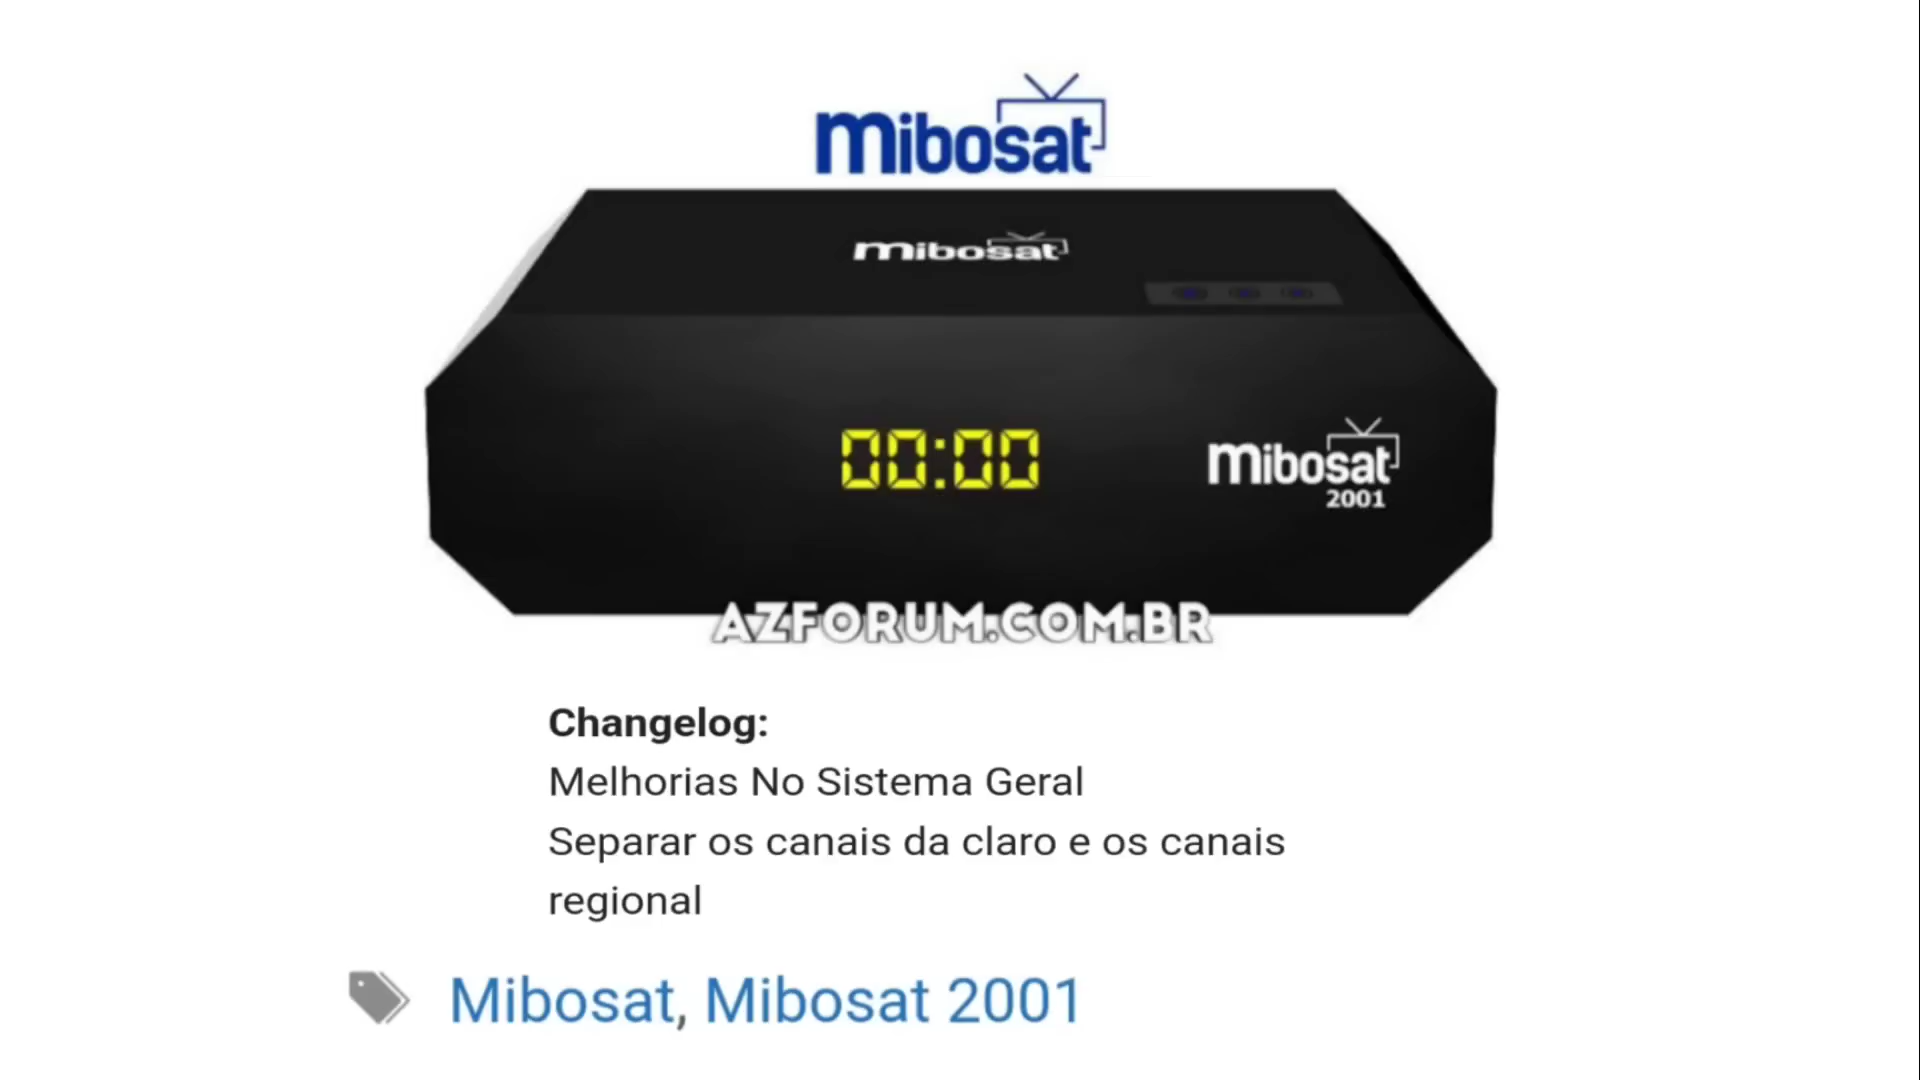 mibosat
mibosat
00:00
mibosat
2001
AZFORUM.COM.BR
Changelog:
Melhorias No Sistema Geral
Separar os canais da claro e os canais
regional
Mibosat, Mibosat 2001